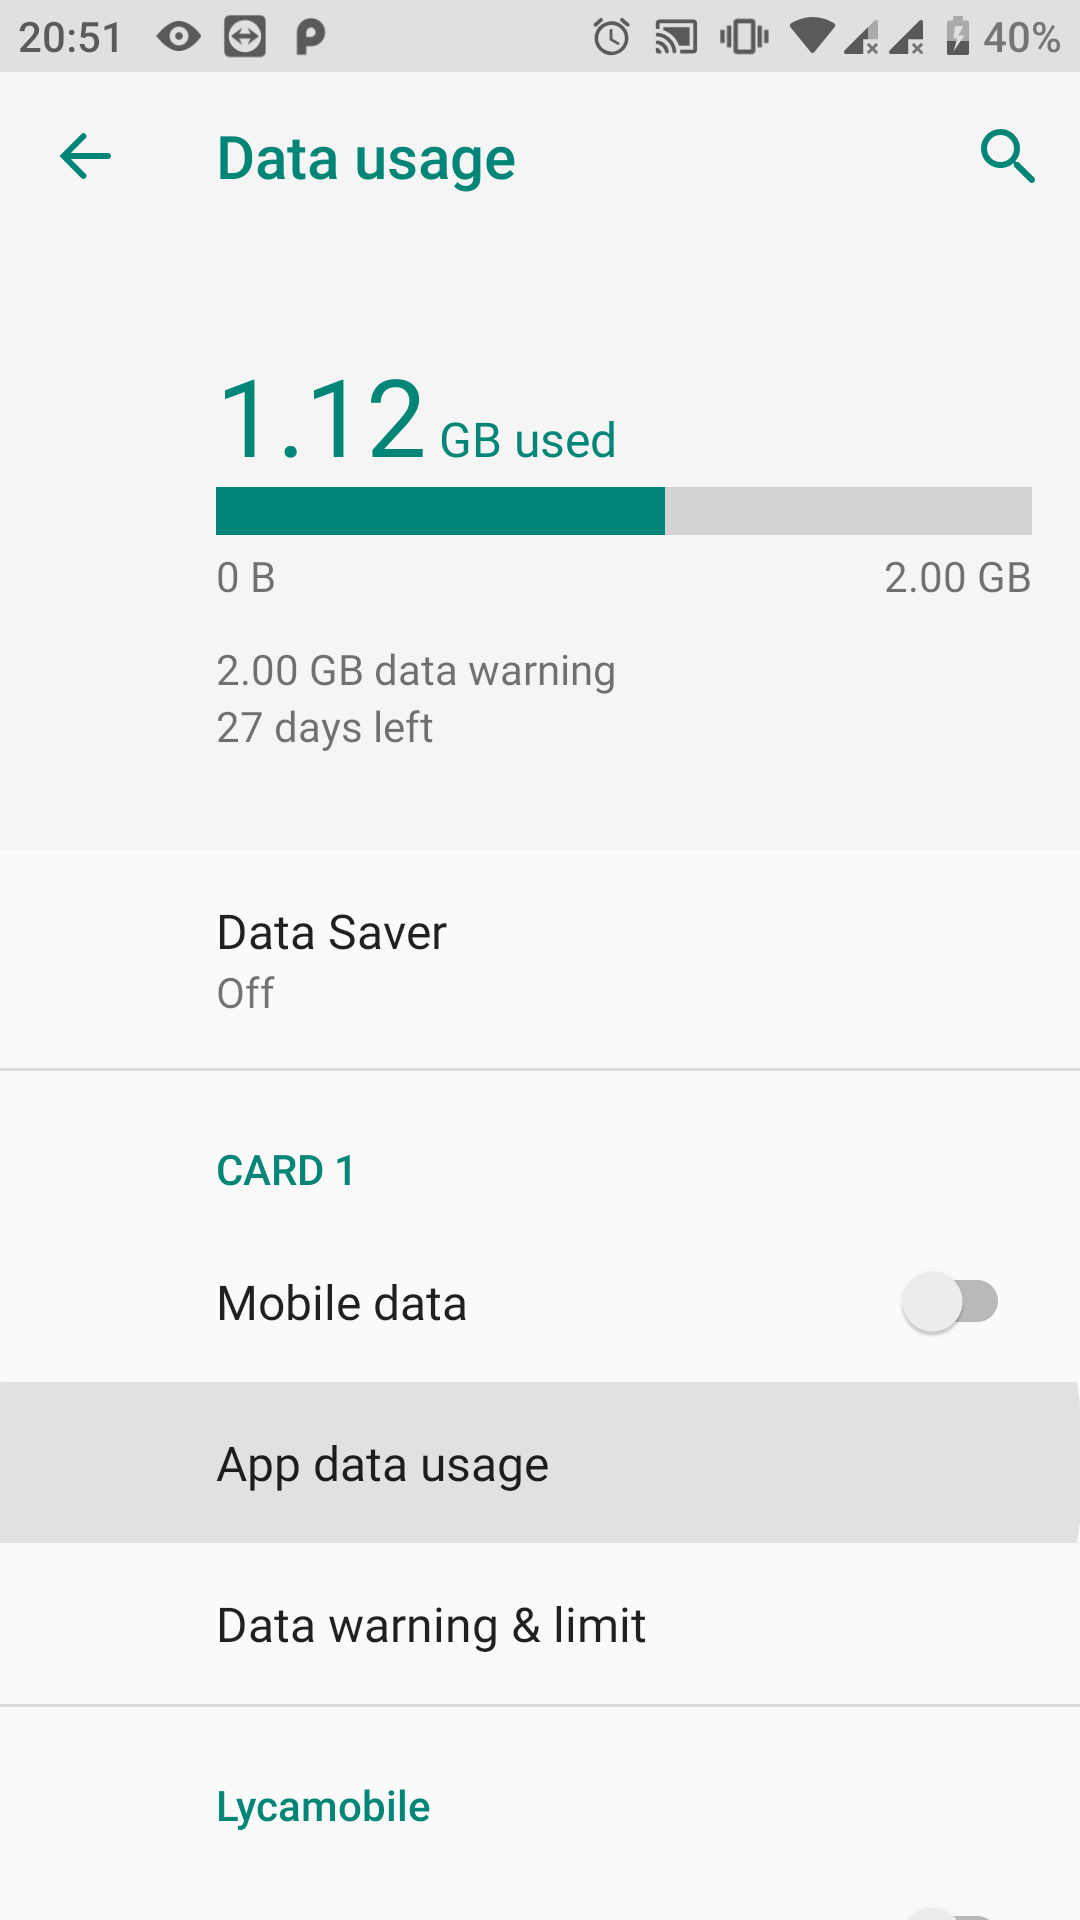 20:51
40%
Data usage
1.12 GB used
0 B
2.00 GB
2.00 GB data warning
27 days left
Data Saver
Off
CARD 1
Mobile data
App data usage
Data warning & limit
Lycamobile